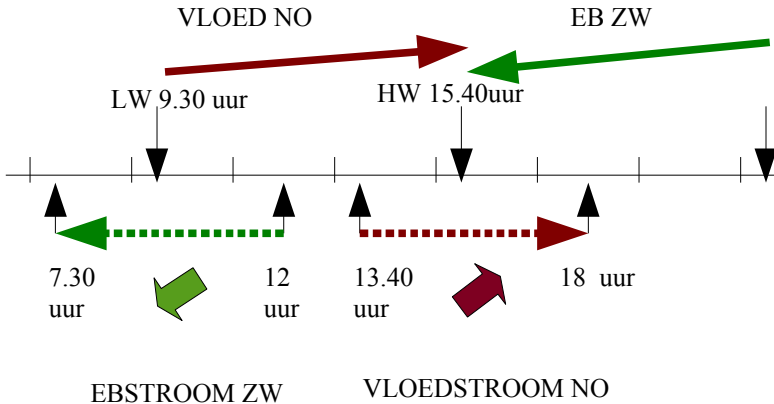 VLOED NO
EB ZW
LW 9.30 uur
HW 15.40uur
7.30
uur
12
uur
13.40
uur
18 uur
EBSTROOM ZW
VLOEDSTROOM NO